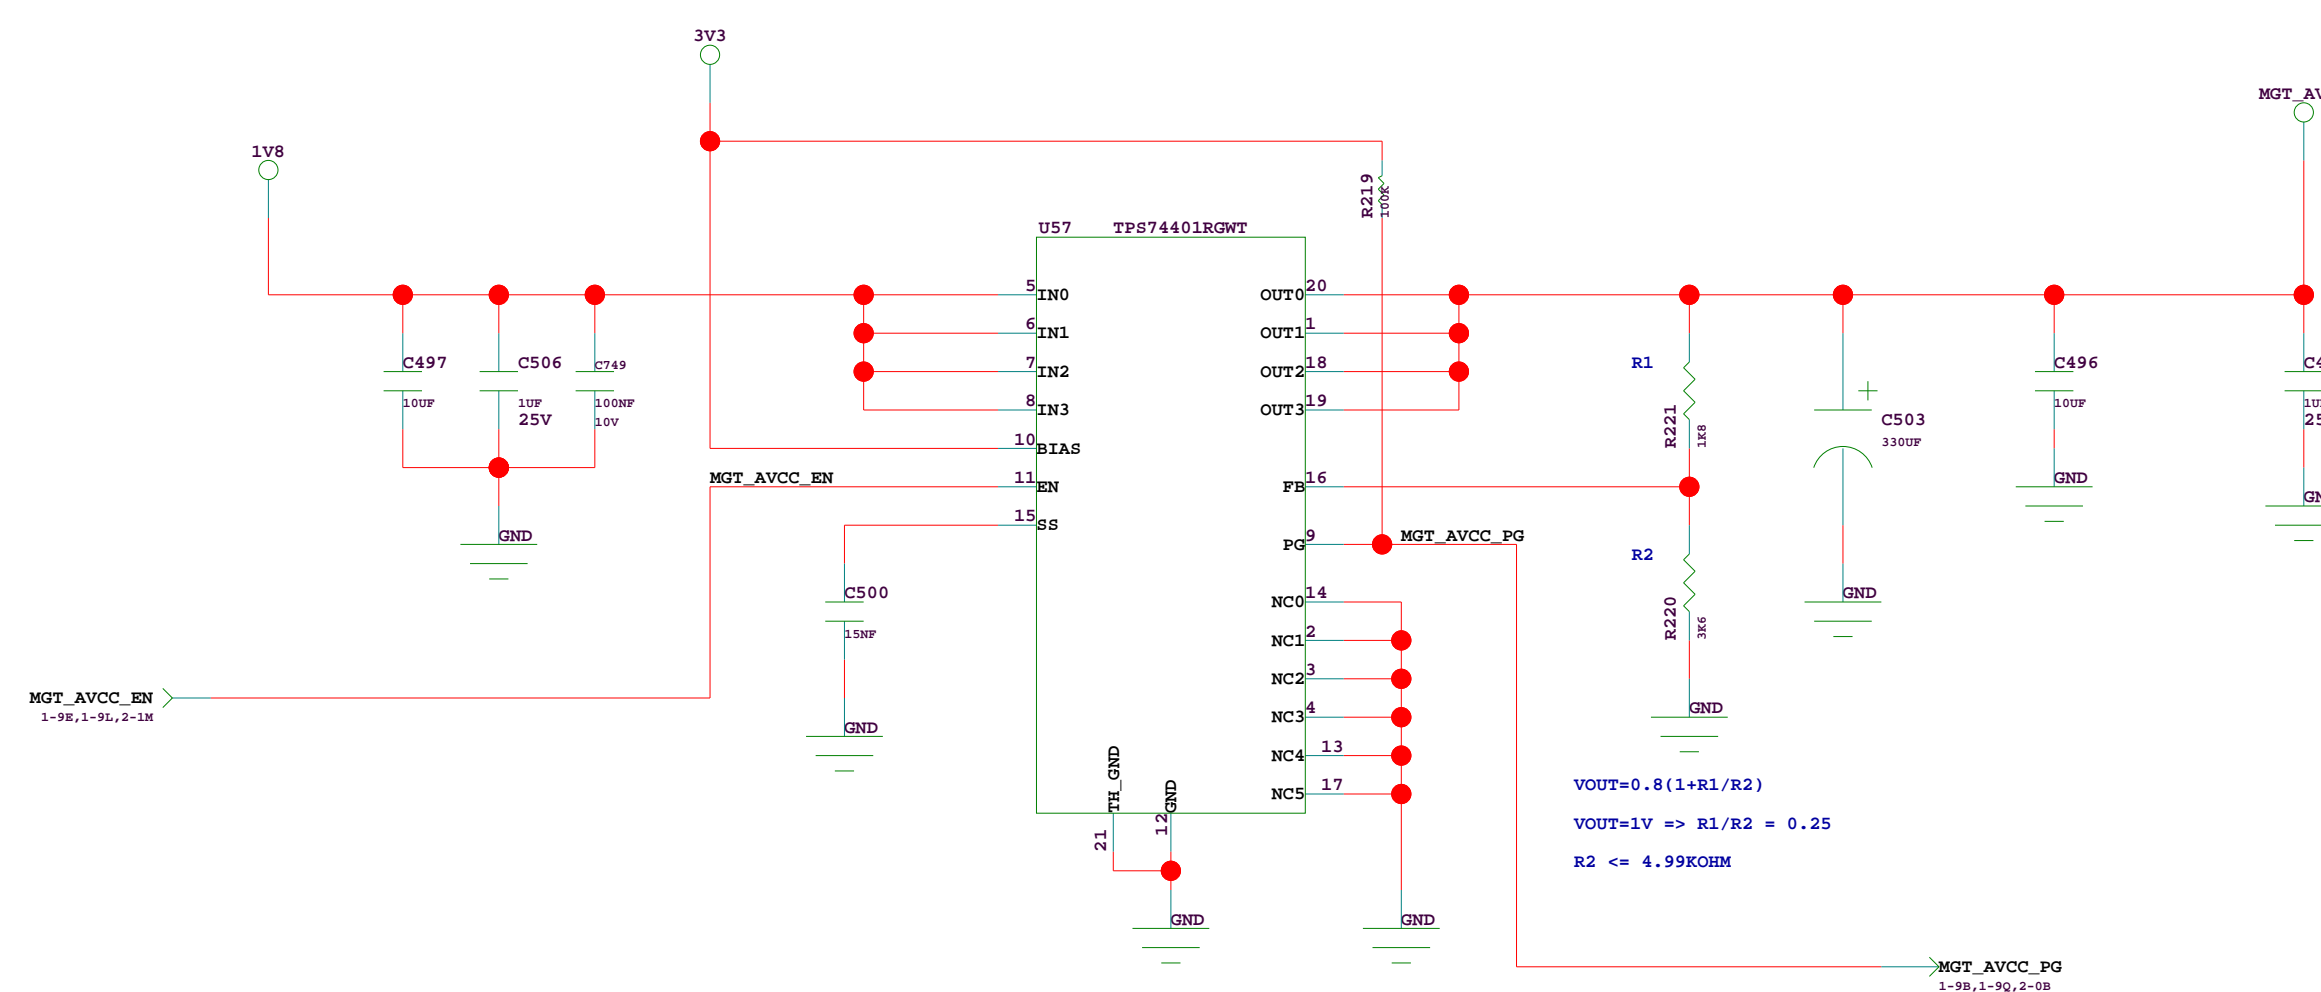 3V3
MGT_AV
1V8
R219
100K
U57 TPS74401RGWT
5 IN0
6 IN1
7 IN2
8 IN3
10 BIAS
11 EN
15 SS
OUT0 20
OUT1 1
OUT2 18
OUT3 19
FB 16
PG 9
NC0 14
NC1 2
NC2 3
NC3 4
NC4 13
NC5 17
TH_GND
21
GND
12
C497
10UF
C506
1UF
25V
C749
100NF
10V
GND
MGT_AVCC_EN
C500
15NF
GND
MGT_AVCC_EN
1-9E,1-9L,2-1M
GND
GND
MGT_AVCC_PG
R1
R221
1K8
R2
R220
3K6
GND
C503
330UF
GND
C496
10UF
GND
C4
1U
25
GN
VOUT=0.8(1+R1/R2)
VOUT=1V => R1/R2 = 0.25
R2 <= 4.99KOHM
MGT_AVCC_PG
1-9B,1-9Q,2-0B